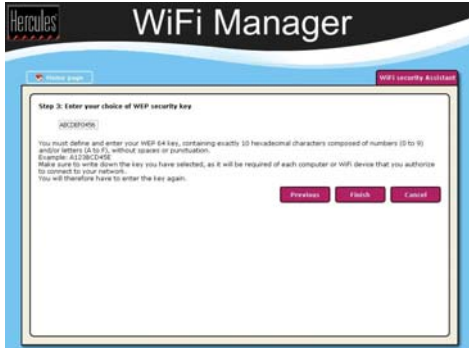 Hercules
WiFi Manager
Home page
WiFi security Assistant
Step 3: Enter your choice of WEP security key
ABCDEF0456
You must define and enter your WEP 64 key, containing exactly 10 hexadecimal characters composed of numbers (0 to 9)
and/or letters (A to F), without spaces or punctuation.
Example: A123BCD45E
Make sure to write down the key you have selected, as it will be required of each computer or WiFi device that you authorize
to connect to your network.
You will therefore have to enter the key again.
Previous
Finish
Cancel